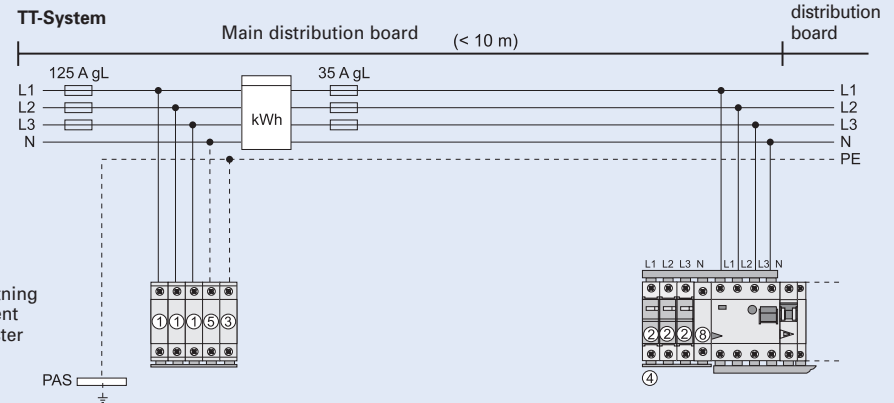 TT-System
Main distribution board
(< 10 m)
distribution
board
125 A gL
35 A gL
L1
L2
L3
N
kWh
L1
L2
L3
N
PE
L1 L2 L3 N
L1 L2 L3 N
ning
ent
ter
1 1 1 5 3
2 2 2 8
4
PAS